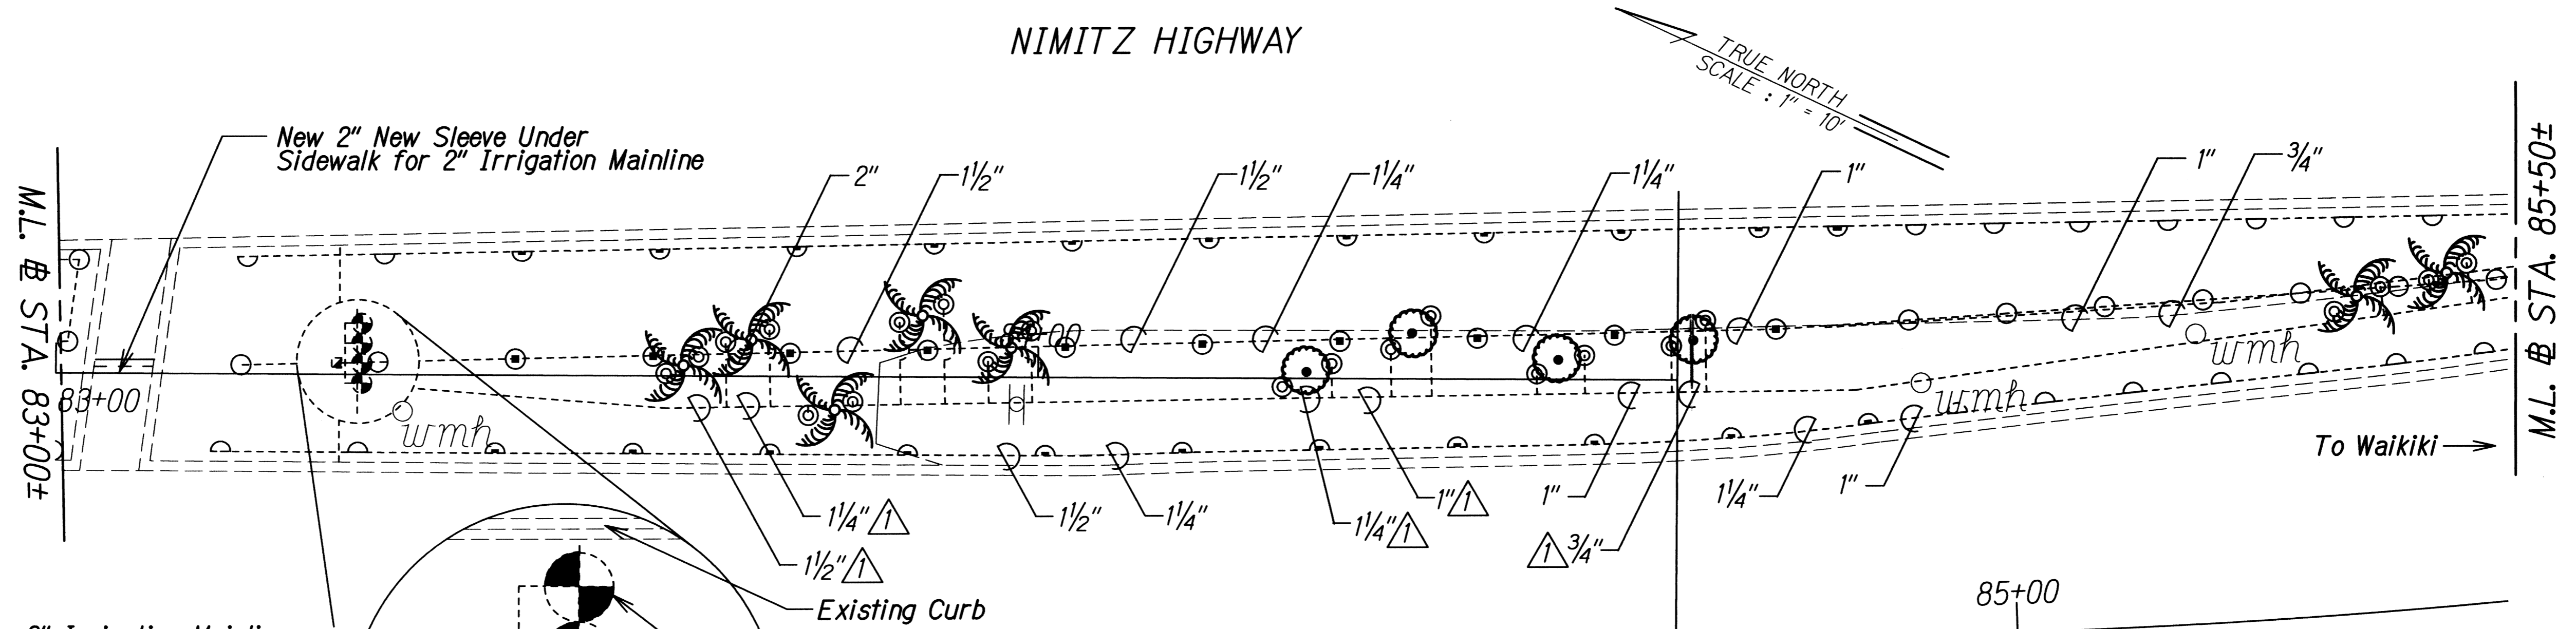 NIMITZ HIGHWAY
TRUE NORTH
SCALE : 1" = 10'
New 2" New Sleeve Under
Sidewalk for 2" Irrigation Mainline
2"
1½"
1½"
1¼"
1¼"
1"
1"
¾"
M.L. ⅊ STA. 83+00±
M.L. ⅊ STA. 85+50±
83+00
00
wmh
wmh
wmh
To Waikiki
1¼" 1
1½" 1
1½"
1¼"
1¼" 1
1" 1
1"
1 ¾"
1¼"
1"
85+00
Existing Curb